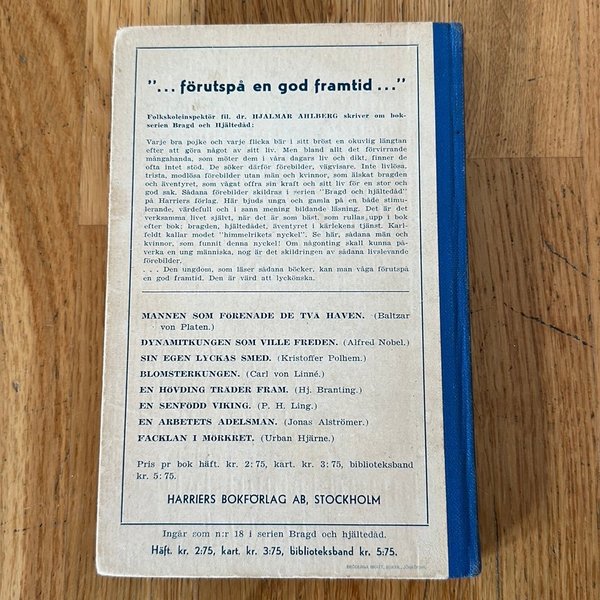 "... förutspå en god framtid ..."
Folkskoleinspektör fil. dr. HJALMAR AHLBERG skriver om bok-
serien Bragd och Hjältedåd:
Varje bra pojke och varje flicka bär i sitt bröst en okuvlig längtan
efter att göra något av sitt liv. Men bland allt det förvirrande
mångahanda, som möter dem i våra dagars liv och dikt, finner de
ofta intet stöd. De söker därför förebilder, vägvisare. Inte livlösa,
trista, modlösa förebilder utan män och kvinnor, som älskat bragden
och äventyret, som vågat offra sin kraft och sitt liv för en stor och
god sak. Sådana förebilder skildras i serien "Bragd och hjältedåd"
på Harriers förlag. Här bjuds unga och gamla på en både stimu-
lerande, värdefull och i sann mening bildande läsning. Det är det
verksamma livet självt, när det är som bäst, som rullas upp i bok
efter bok; bragden, hjältedådet, äventyret i kärlekens tjänst. Karl-
feldt kallar modet "himmelrikets nyckel". Se här, sådana män och
kvinnor, som funnit denna nyckel! Om någonting skall kunna på-
verka en ung människa, nog är det skildringen av sådana livslevande
förebilder.
. . . Den ungdom, som läser sådana böcker, kan man våga förutspå
en god framtid. Den är värd att lyckönska.
MANNEN SOM FÖRENADE DE TVÅ HAVEN. (Baltzar
von Platen.)
DYNAMITKUNGEN SOM VILLE FREDEN. (Alfred Nobel.)
SIN EGEN LYCKAS SMED. (Kristoffer Polhem.)
BLOMSTERKUNGEN. (Carl von Linné.)
EN HÖVDING TRÄDER FRAM. (Hj. Branting.)
EN SENFÖDD VIKING. (P. H. Ling.)
EN ARBETETS ADELSMAN. (Jonas Alströmer.)
FACKLAN I MÖRKRET. (Urban Hjärne.)
Pris pr bok häft. kr. 2:75, kart. kr. 3:75, biblioteksband
kr. 5:75.
HARRIERS BOKFÖRLAG AB, STOCKHOLM
Ingår som n:r 18 i serien Bragd och hjältedåd.
Häft. kr. 2:75, kart. kr. 3:75, biblioteksband kr. 5:75.